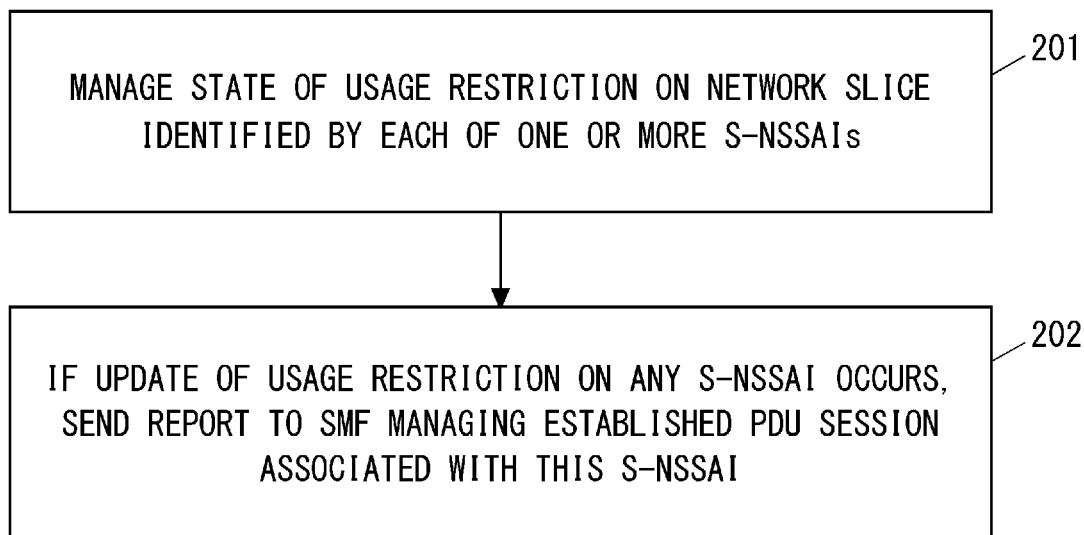 MANAGE STATE OF USAGE RESTRICTION ON NETWORK SLICE
IDENTIFIED BY EACH OF ONE OR MORE S-NSSAIs
201
IF UPDATE OF USAGE RESTRICTION ON ANY S-NSSAI OCCURS,
SEND REPORT TO SMF MANAGING ESTABLISHED PDU SESSION
ASSOCIATED WITH THIS S-NSSAI
202